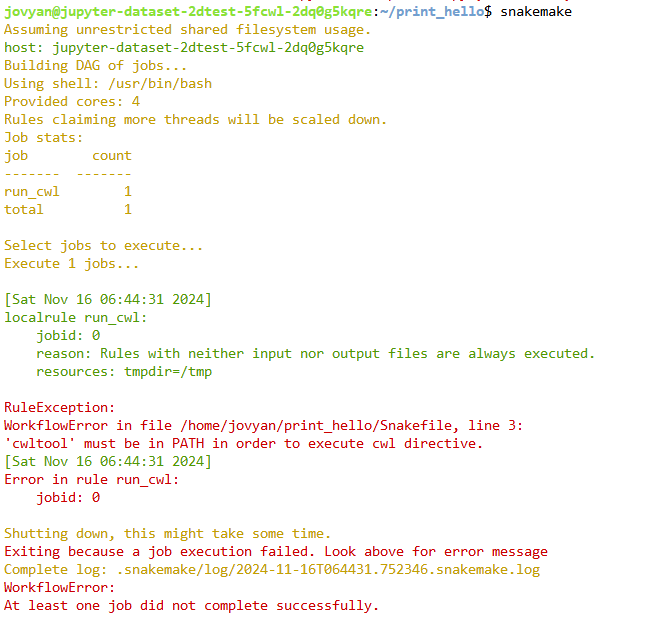 jovyan@jupyter-dataset-2dtest-5fcwl-2dq0g5kqre:~/print_hello$ snakemake
Assuming unrestricted shared filesystem usage.
host: jupyter-dataset-2dtest-5fcwl-2dq0g5kqre
Building DAG of jobs...
Using shell: /usr/bin/bash
Provided cores: 4
Rules claiming more threads will be scaled down.
Job stats:
job        count
-------  -------
run_cwl        1
total          1
Select jobs to execute...
Execute 1 jobs...
[Sat Nov 16 06:44:31 2024]
localrule run_cwl:
    jobid: 0
    reason: Rules with neither input nor output files are always executed.
    resources: tmpdir=/tmp
RuleException:
WorkflowError in file /home/jovyan/print_hello/Snakefile, line 3:
'cwltool' must be in PATH in order to execute cwl directive.
[Sat Nov 16 06:44:31 2024]
Error in rule run_cwl:
    jobid: 0
Shutting down, this might take some time.
Exiting because a job execution failed. Look above for error message
Complete log: .snakemake/log/2024-11-16T064431.752346.snakemake.log
WorkflowError:
At least one job did not complete successfully.